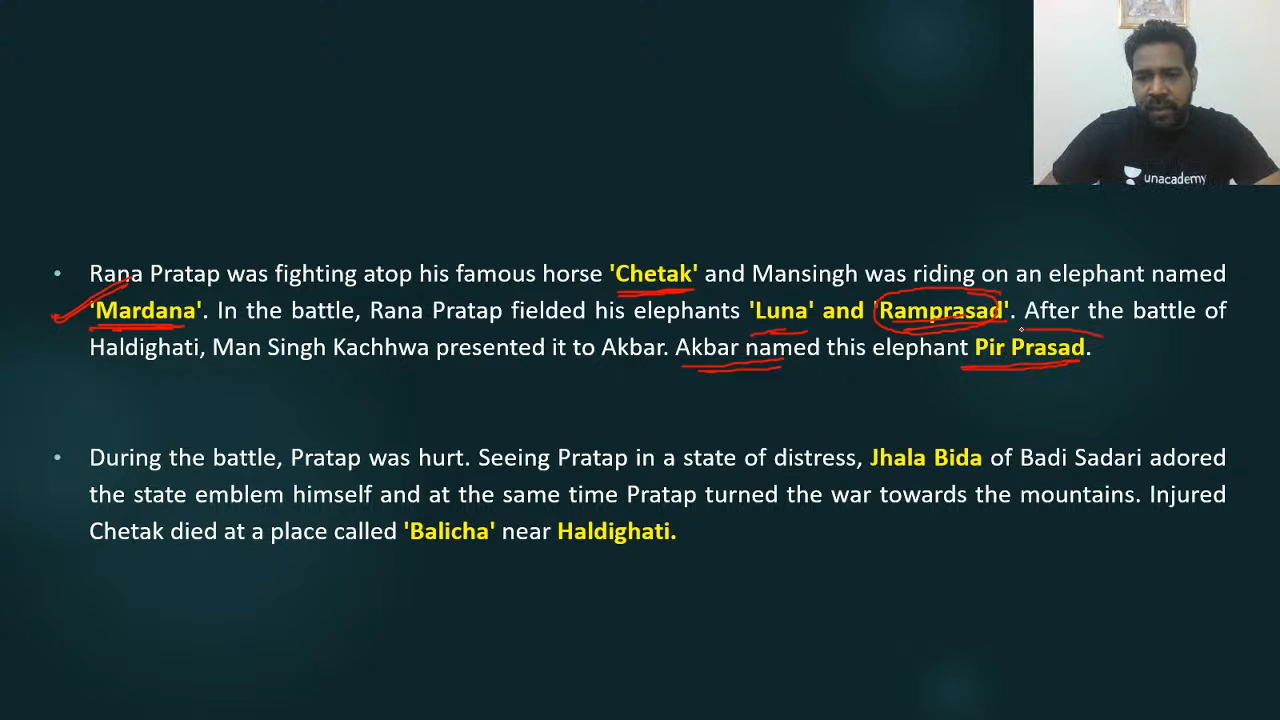 unacademy
• Rana Pratap was fighting atop his famous horse 'Chetak' and Mansingh was riding on an elephant named
'Mardana'. In the battle, Rana Pratap fielded his elephants 'Luna' and 'Ramprasad'. After the battle of
Haldighati, Man Singh Kachhwa presented it to Akbar. Akbar named this elephant Pir Prasad.
• During the battle, Pratap was hurt. Seeing Pratap in a state of distress, Jhala Bida of Badi Sadari adored
the state emblem himself and at the same time Pratap turned the war towards the mountains. Injured
Chetak died at a place called 'Balicha' near Haldighati.